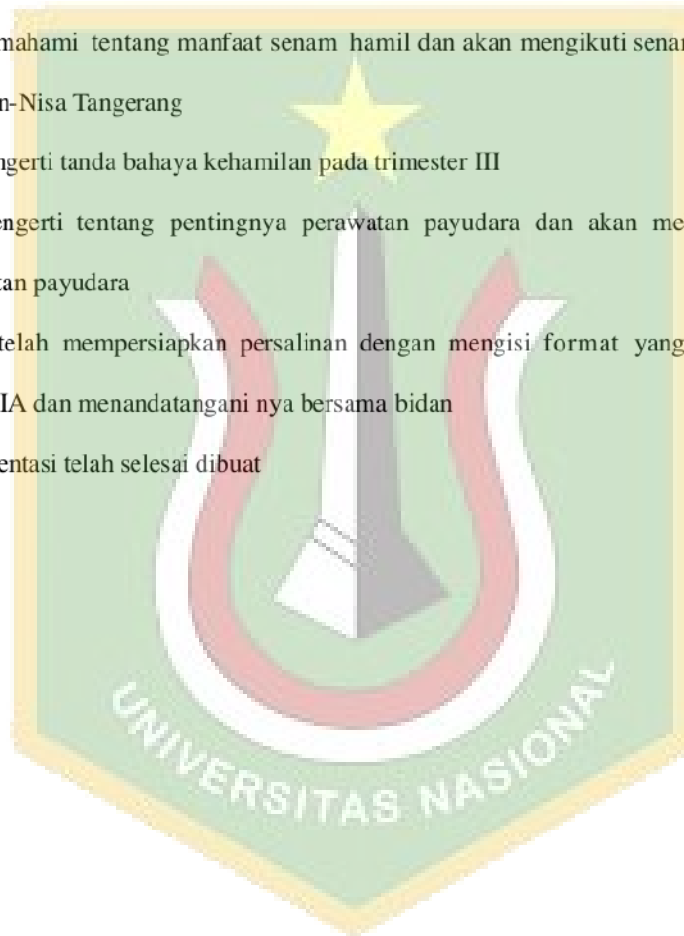 mahami tentang manfaat senam hamil dan akan mengikuti senam
n-Nisa Tangerang
ngerti tanda bahaya kehamilan pada trimester III
engerti tentang pentingnya perawatan payudara dan akan me
tan payudara
telah mempersiapkan persalinan dengan mengisi format yang
IA dan menandatangani nya bersama bidan
entasi telah selesai dibuat
UNIVERSITAS NASIONAL